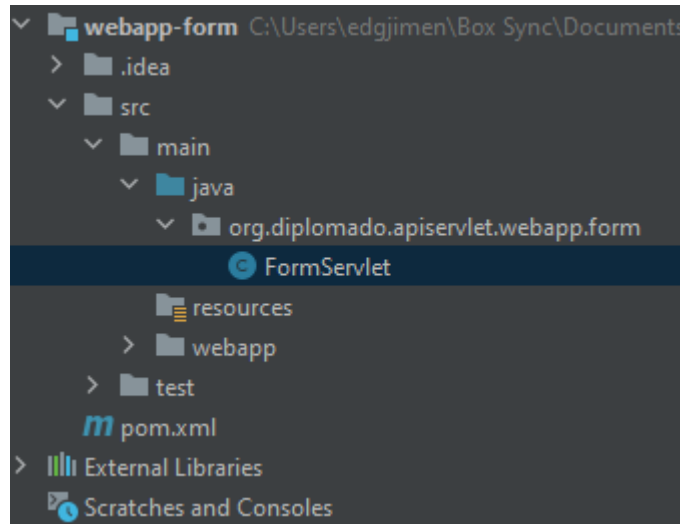 webapp-form C:\Users\edgjimen\Box Sync\Documents
.idea
src
main
java
org.diplomado.apiservlet.webapp.form
C FormServlet
resources
webapp
test
m pom.xml
External Libraries
Scratches and Consoles